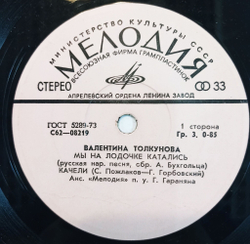 МИНИСТЕРСТВО КУЛЬТУРЫ СССР
МЕЛОДИЯ
ВСЕСОЮЗНАЯ ФИРМА ГРАМПЛАСТИНОК
СТЕРЕО
33
АПРЕЛЕВСКИЙ ОРДЕНА ЛЕНИНА ЗАВОД
ГОСТ 5289-73
С62—08219
1 сторона
Гр. 3, 0-85
ВАЛЕНТИНА ТОЛКУНОВА
МЫ НА ЛОДОЧКЕ КАТАЛИСЬ
(русская нар. песня, обр. А. Бухгольца)
КАЧЕЛИ (С. Пожлаков—Г. Горбовский)
Анс. «Мелодия» п. у Г. Гараняна